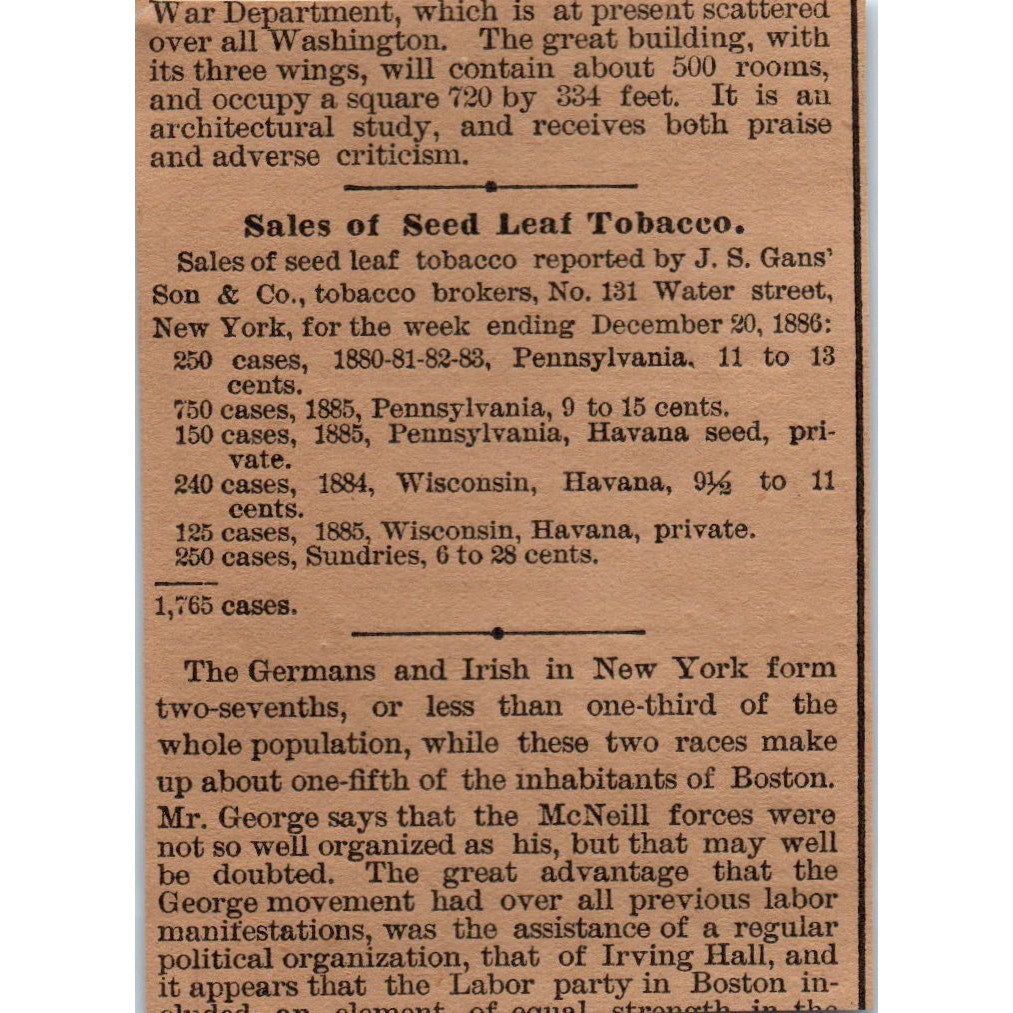 War Department, which is at present scattered
over all Washington. The great building, with
its three wings, will contain about 500 rooms,
and occupy a square 720 by 334 feet. It is an
architectural study, and receives both praise
and adverse criticism.
Sales of Seed Leaf Tobacco.
Sales of seed leaf tobacco reported by J. S. Gans'
Son & Co., tobacco brokers, No. 131 Water street,
New York, for the week ending December 20, 1886:
250 cases, 1880-81-82-83, Pennsylvania, 11 to 13
cents.
750 cases, 1885, Pennsylvania, 9 to 15 cents.
150 cases, 1885, Pennsylvania, Havana seed, pri-
vate.
240 cases, 1884, Wisconsin, Havana, 9½ to 11
cents.
125 cases, 1885, Wisconsin, Havana, private.
250 cases, Sundries, 6 to 28 cents.
1,765 cases.
The Germans and Irish in New York form
two-sevenths, or less than one-third of the
whole population, while these two races make
up about one-fifth of the inhabitants of Boston.
Mr. George says that the McNeill forces were
not so well organized as his, but that may well
be doubted. The great advantage that the
George movement had over all previous labor
manifestations, was the assistance of a regular
political organization, that of Irving Hall, and
it appears that the Labor party in Boston in-
cluded an element of equal strength in the